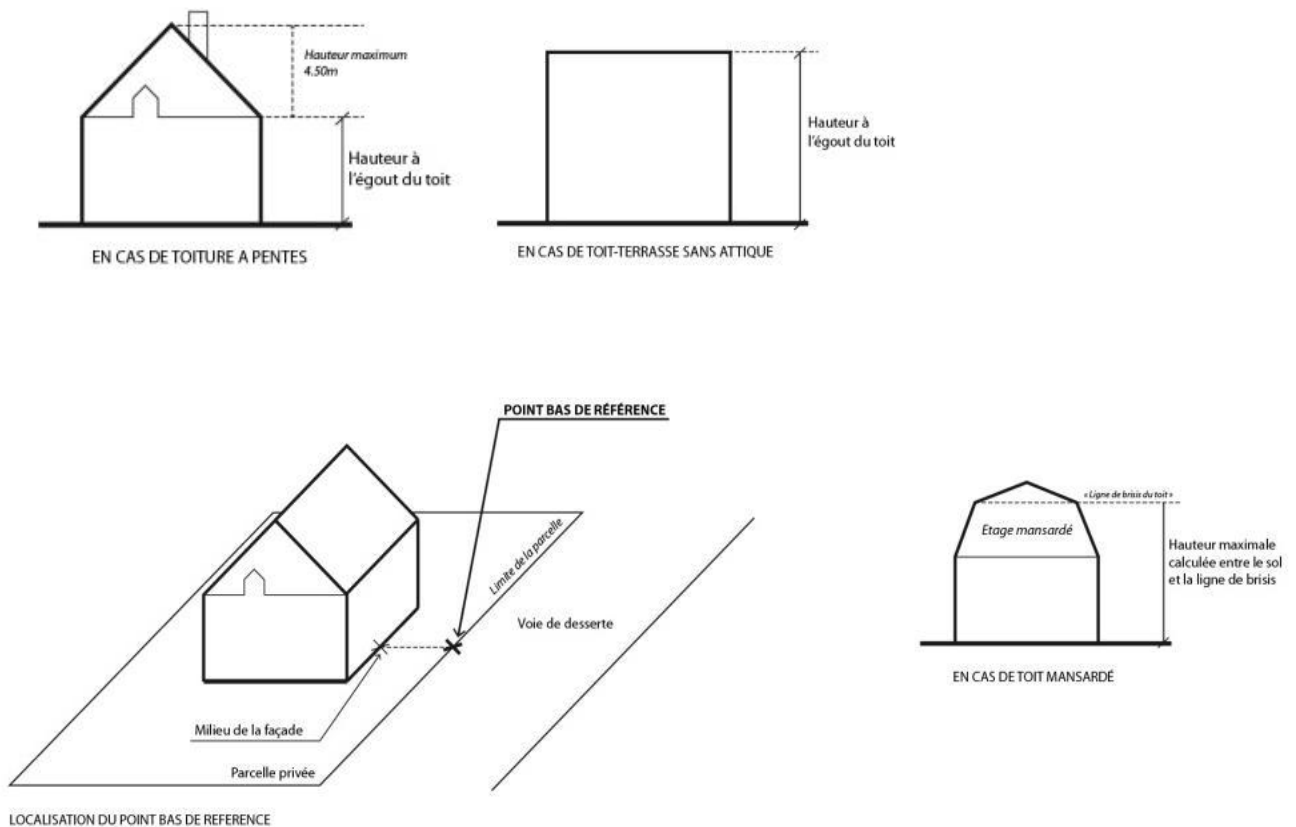 Hauteur maximum
4.50m
Hauteur à
l'égout du toit
EN CAS DE TOITURE A PENTES
Hauteur à
l'égout du toit
EN CAS DE TOIT-TERRASSE SANS ATTIQUE
POINT BAS DE RÉFÉRENCE
Limite de la parcelle
Voie de desserte
Milieu de la façade
Parcelle privée
LOCALISATION DU POINT BAS DE REFERENCE
« Ligne de brisis du toit »
Etage mansardé
Hauteur maximale
calculée entre le sol
et la ligne de brisis
EN CAS DE TOIT MANSARDÉ